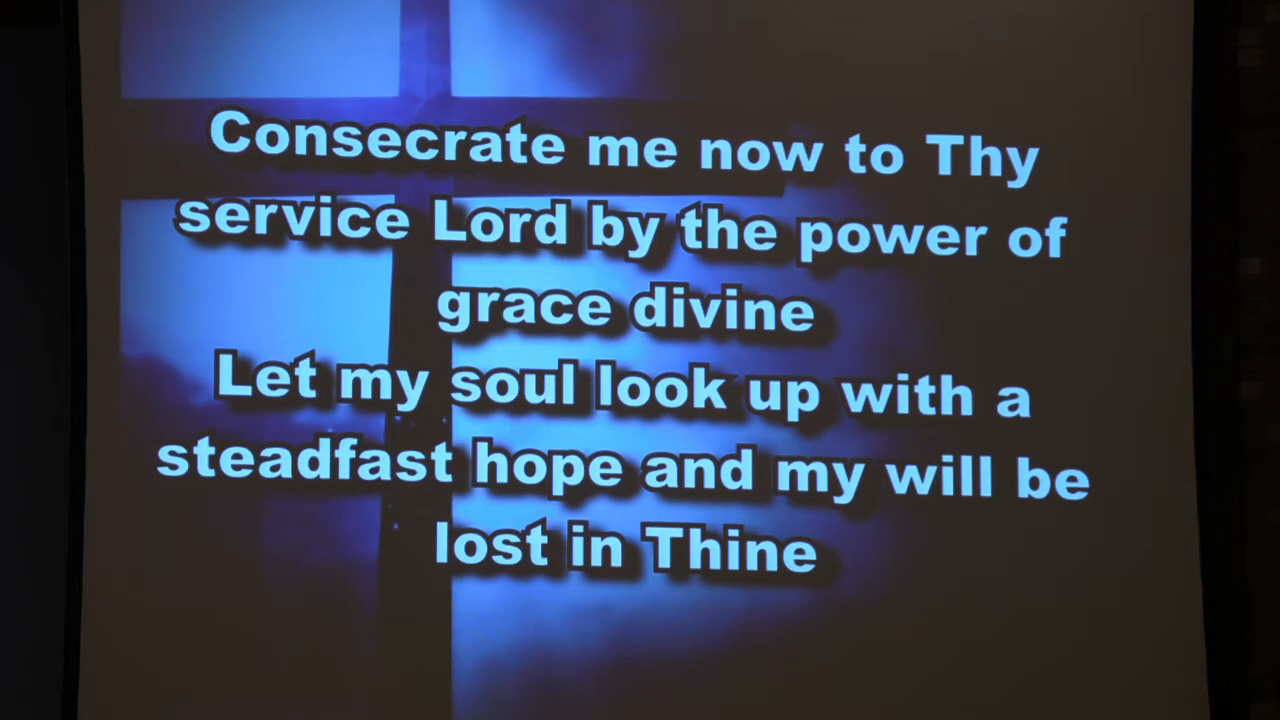 Consecrate me now to Thy
service Lord by the power of
grace divine
Let my soul look up with a
steadfast hope and my will be
lost in Thine